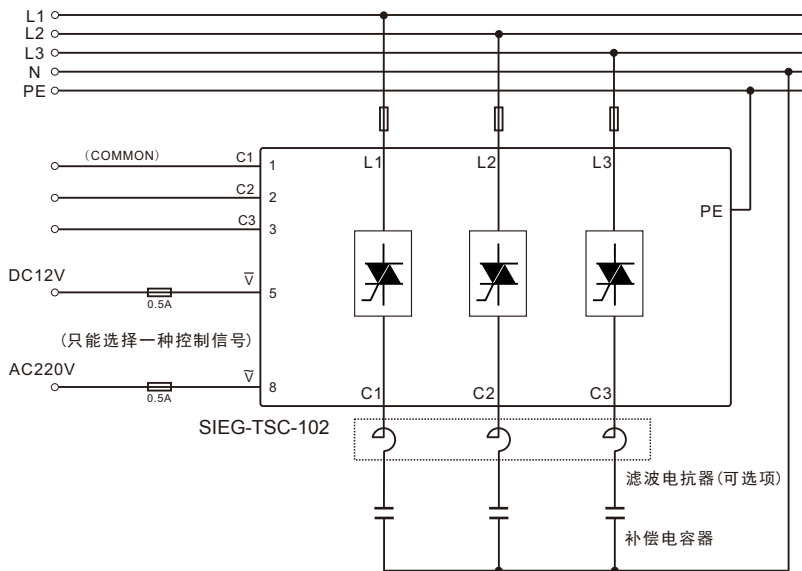 L1
L2
L3
N
PE
(COMMON)
C1
1
C2
2
C3
3
L1
L2
L3
PE
DC12V
V
5
0.5A
(只能选择一种控制信号)
AC220V
Ṽ
8
0.5A
C1
C2
C3
SIEG-TSC-102
滤波电抗器(可选项)
补偿电容器